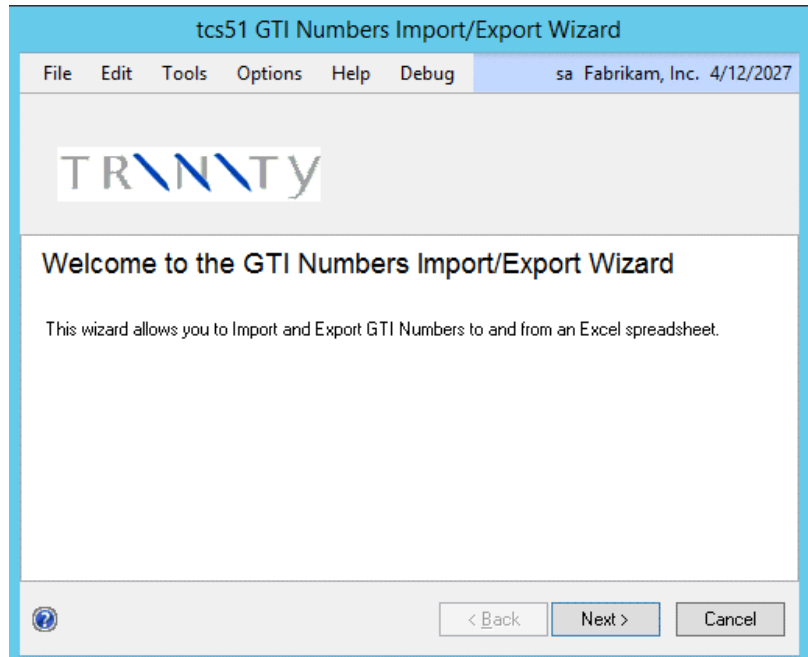 tcs51 GTI Numbers Import/Export Wizard
File Edit Tools Options Help Debug sa Fabrikam, Inc. 4/12/2027
TRINITY
Welcome to the GTI Numbers Import/Export Wizard
This wizard allows you to Import and Export GTI Numbers to and from an Excel spreadsheet.
< Back Next > Cancel